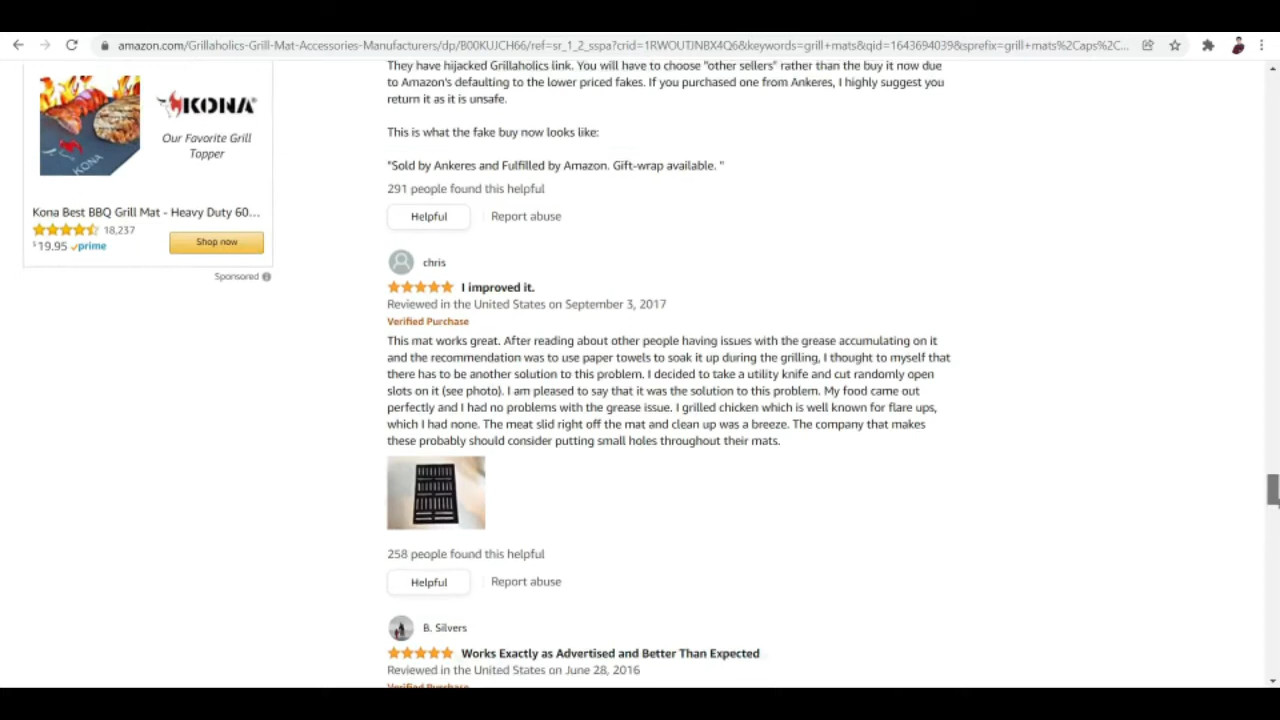 amazon.com/Grillaholics-Grill-Mat-Accessories-Manufacturers/dp/B00KUJCH66/ref=sr_1_2_sspa?crid=1RWOUTJNBX4Q6&keywords=grill+mats&qid=1643694039&sprefix=grill+mats%2Caps%2C...
KONA
Our Favorite Grill
Topper
KONA
Kona Best BBQ Grill Mat - Heavy Duty 60...
18,237
$19.95 prime
Shop now
Sponsored
They have hijacked Grillaholics link. You will have to choose "other sellers" rather than the buy it now due
to Amazon's defaulting to the lower priced fakes. If you purchased one from Ankeres, I highly suggest you
return it as it is unsafe.
This is what the fake buy now looks like:
"Sold by Ankeres and Fulfilled by Amazon. Gift-wrap available. "
291 people found this helpful
Helpful
Report abuse
chris
I improved it.
Reviewed in the United States on September 3, 2017
Verified Purchase
This mat works great. After reading about other people having issues with the grease accumulating on it
and the recommendation was to use paper towels to soak it up during the grilling, I thought to myself that
there has to be another solution to this problem. I decided to take a utility knife and cut randomly open
slots on it (see photo). I am pleased to say that it was the solution to this problem. My food came out
perfectly and I had no problems with the grease issue. I grilled chicken which is well known for flare ups,
which I had none. The meat slid right off the mat and clean up was a breeze. The company that makes
these probably should consider putting small holes throughout their mats.
258 people found this helpful
Helpful
Report abuse
B. Silvers
Works Exactly as Advertised and Better Than Expected
Reviewed in the United States on June 28, 2016
Verified Purchase